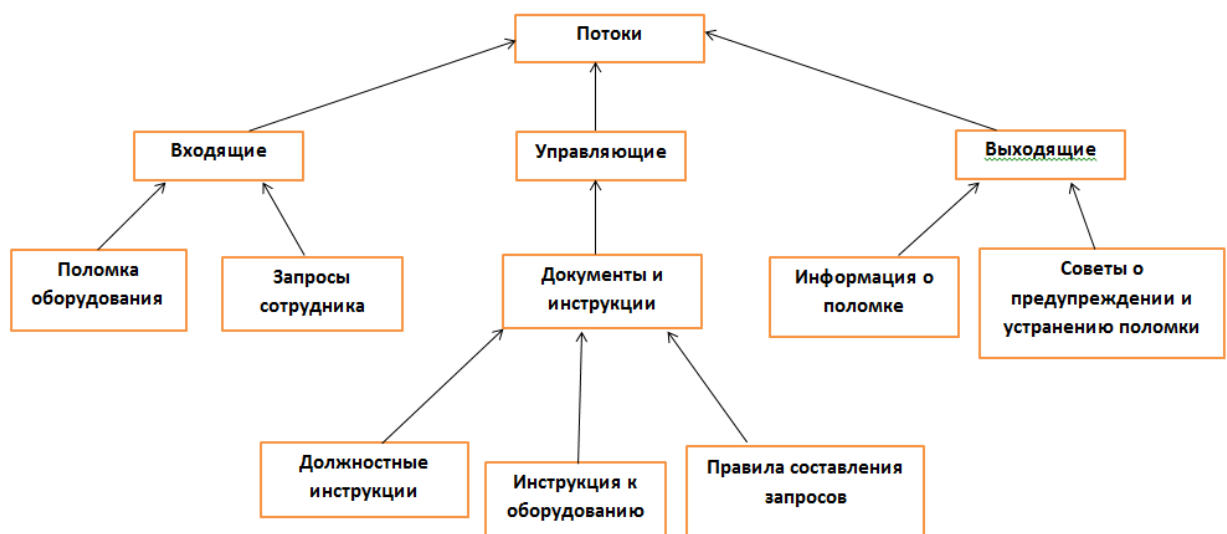 Потоки
Входящие
Управляющие
Выходящие
Поломка
оборудования
Запросы
сотрудника
Документы и
инструкции
Информация о
поломке
Советы о
предупреждении и
устранению поломки
Должностные
инструкции
Инструкция к
оборудованию
Правила составления
запросов